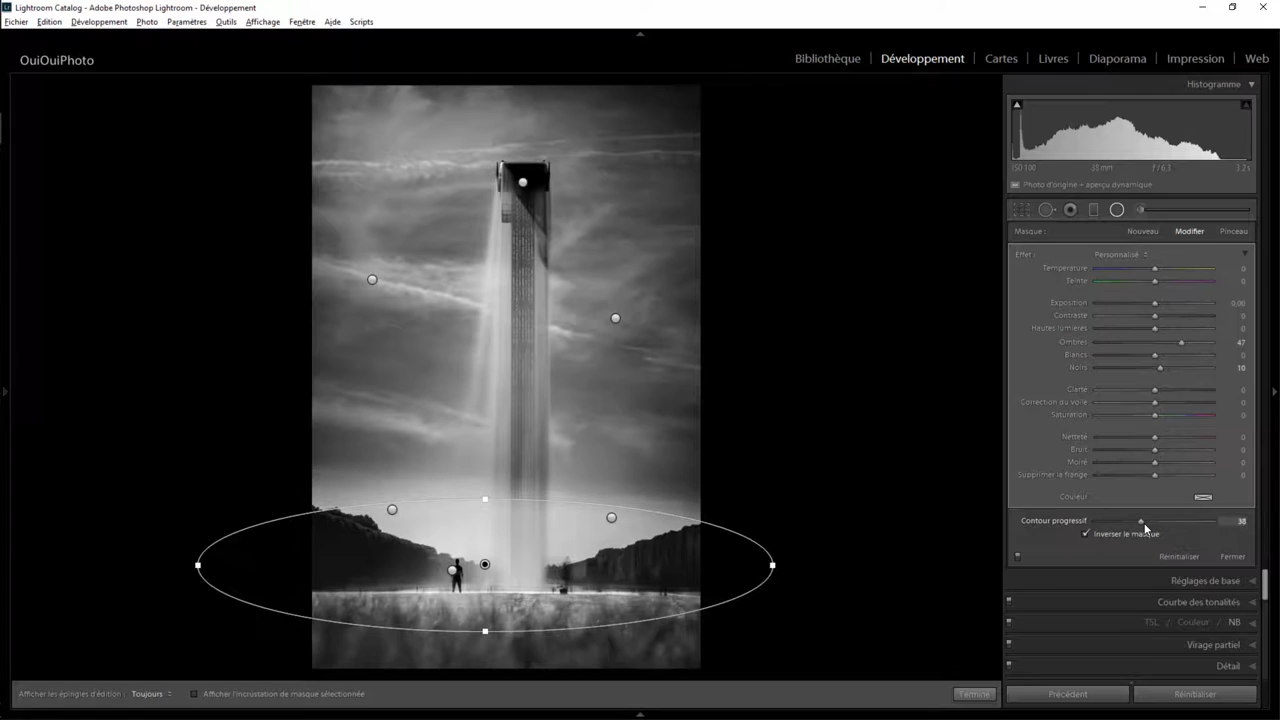 Lightroom Catalog - Adobe Photoshop Lightroom - Développement
Fichier Edition Développement Photo Paramètres Outils Affichage Fenêtre Aide Scripts
OuiOuiPhoto
Bibliothèque Développement Cartes Livres Diaporama Impression Web
Histogramme
ISO 100 38 mm ƒ / 6,3 3,2 s
Photo d'origine + aperçu dynamique
Masque : Nouveau Modifier Pinceau
Effet : Personnalisé
Température 0
Teinte 0
Exposition 0,00
Contraste 0
Hautes lumières 0
Ombres 47
Blancs 0
Noirs 10
Clarté 0
Correction du voile 0
Saturation 0
Netteté 0
Bruit 0
Moiré 0
Supprimer la frange 0
Couleur
Contour progressif 38
Inverser le masque
Réinitialiser Fermer
Réglages de base
Courbe des tonalités
TSL / Couleur / NB
Virage partiel
Détail
Afficher les épingles d'édition : Toujours Afficher l'incrustation de masque sélectionnée Terminé
Précédent Réinitialiser